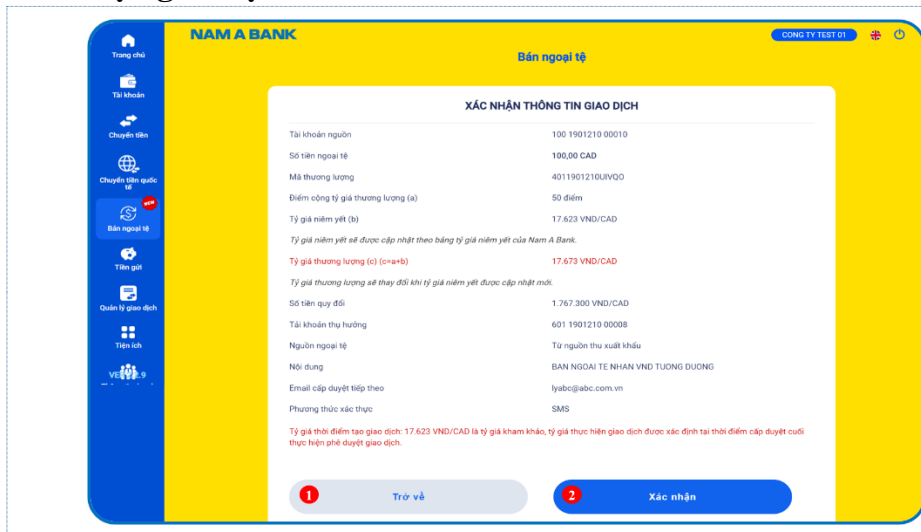 NAM A BANK
CONG TY TEST 01
Trang chủ
Bán ngoại tệ
Tài khoản
Chuyển tiền
Chuyển tiền quốc
tế
NEW
Bán ngoại tệ
Tiền gửi
Quản lý giao dịch
Tiện ích
XÁC NHẬN THÔNG TIN GIAO DỊCH
Tài khoản nguồn 100 1901210 00010
Số tiền ngoại tệ 100,00 CAD
Mã thương lượng 4011901210UIVQO
Điểm cộng tỷ giá thương lượng (a) 50 điểm
Tỷ giá niêm yết (b) 17.623 VND/CAD
Tỷ giá niêm yết sẽ được cập nhật theo bảng tỷ giá niêm yết của Nam A Bank.
Tỷ giá thương lượng (c) (c=a+b) 17.673 VND/CAD
Tỷ giá thương lượng sẽ thay đổi khi tỷ giá niêm yết được cập nhật mới.
Số tiền quy đổi 1.767.300 VND/CAD
Tài khoản thụ hưởng 601 1901210 00008
Nguồn ngoại tệ Từ nguồn thu xuất khẩu
Nội dung BAN NGOAI TE NHAN VND TUONG DUONG
Email cấp duyệt tiếp theo lyabc@abc.com.vn
Phương thức xác thực SMS
Tỷ giá thời điểm tạo giao dịch: 17.623 VND/CAD là tỷ giá kham khảo, tỷ giá thực hiện giao dịch được xác định tại thời điểm cấp duyệt cuối
thực hiện phê duyệt giao dịch.
1 Trở về
2 Xác nhận